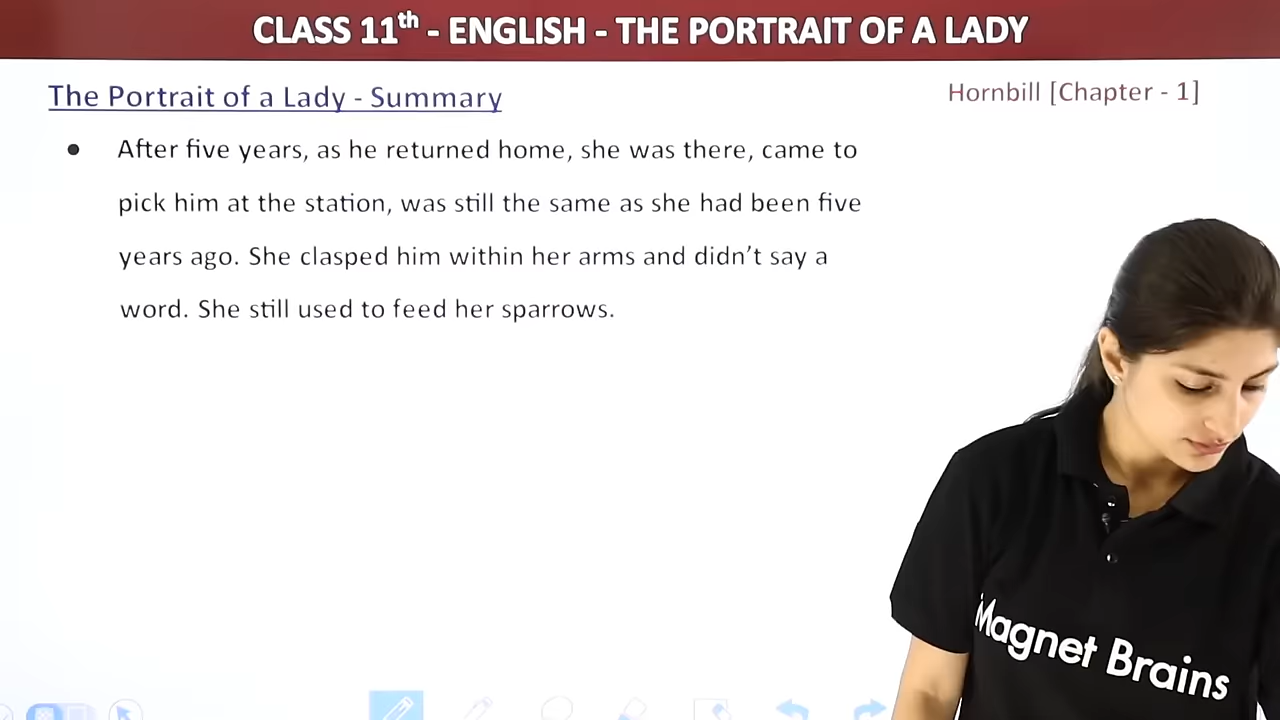 CLASS 11th - ENGLISH - THE PORTRAIT OF A LADY
The Portrait of a Lady - Summary
Hornbill [Chapter - 1]
● After five years, as he returned home, she was there, came to
pick him at the station, was still the same as she had been five
years ago. She clasped him within her arms and didn’t say a
word. She still used to feed her sparrows.
Magnet Brains